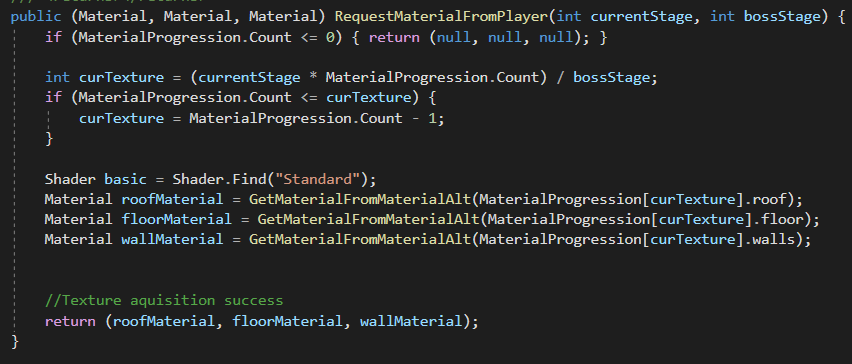 public (Material, Material, Material) RequestMaterialFromPlayer(int currentStage, int bossStage) {
if (MaterialProgression.Count <= 0) { return (null, null, null); }
int curTexture = (currentStage * MaterialProgression.Count) / bossStage;
if (MaterialProgression.Count <= curTexture) {
curTexture = MaterialProgression.Count - 1;
}
Shader basic = Shader.Find("Standard");
Material roofMaterial = GetMaterialFromMaterialAlt(MaterialProgression[curTexture].roof);
Material floorMaterial = GetMaterialFromMaterialAlt(MaterialProgression[curTexture].floor);
Material wallMaterial = GetMaterialFromMaterialAlt(MaterialProgression[curTexture].walls);
//Texture aquisition success
return (roofMaterial, floorMaterial, wallMaterial);
}